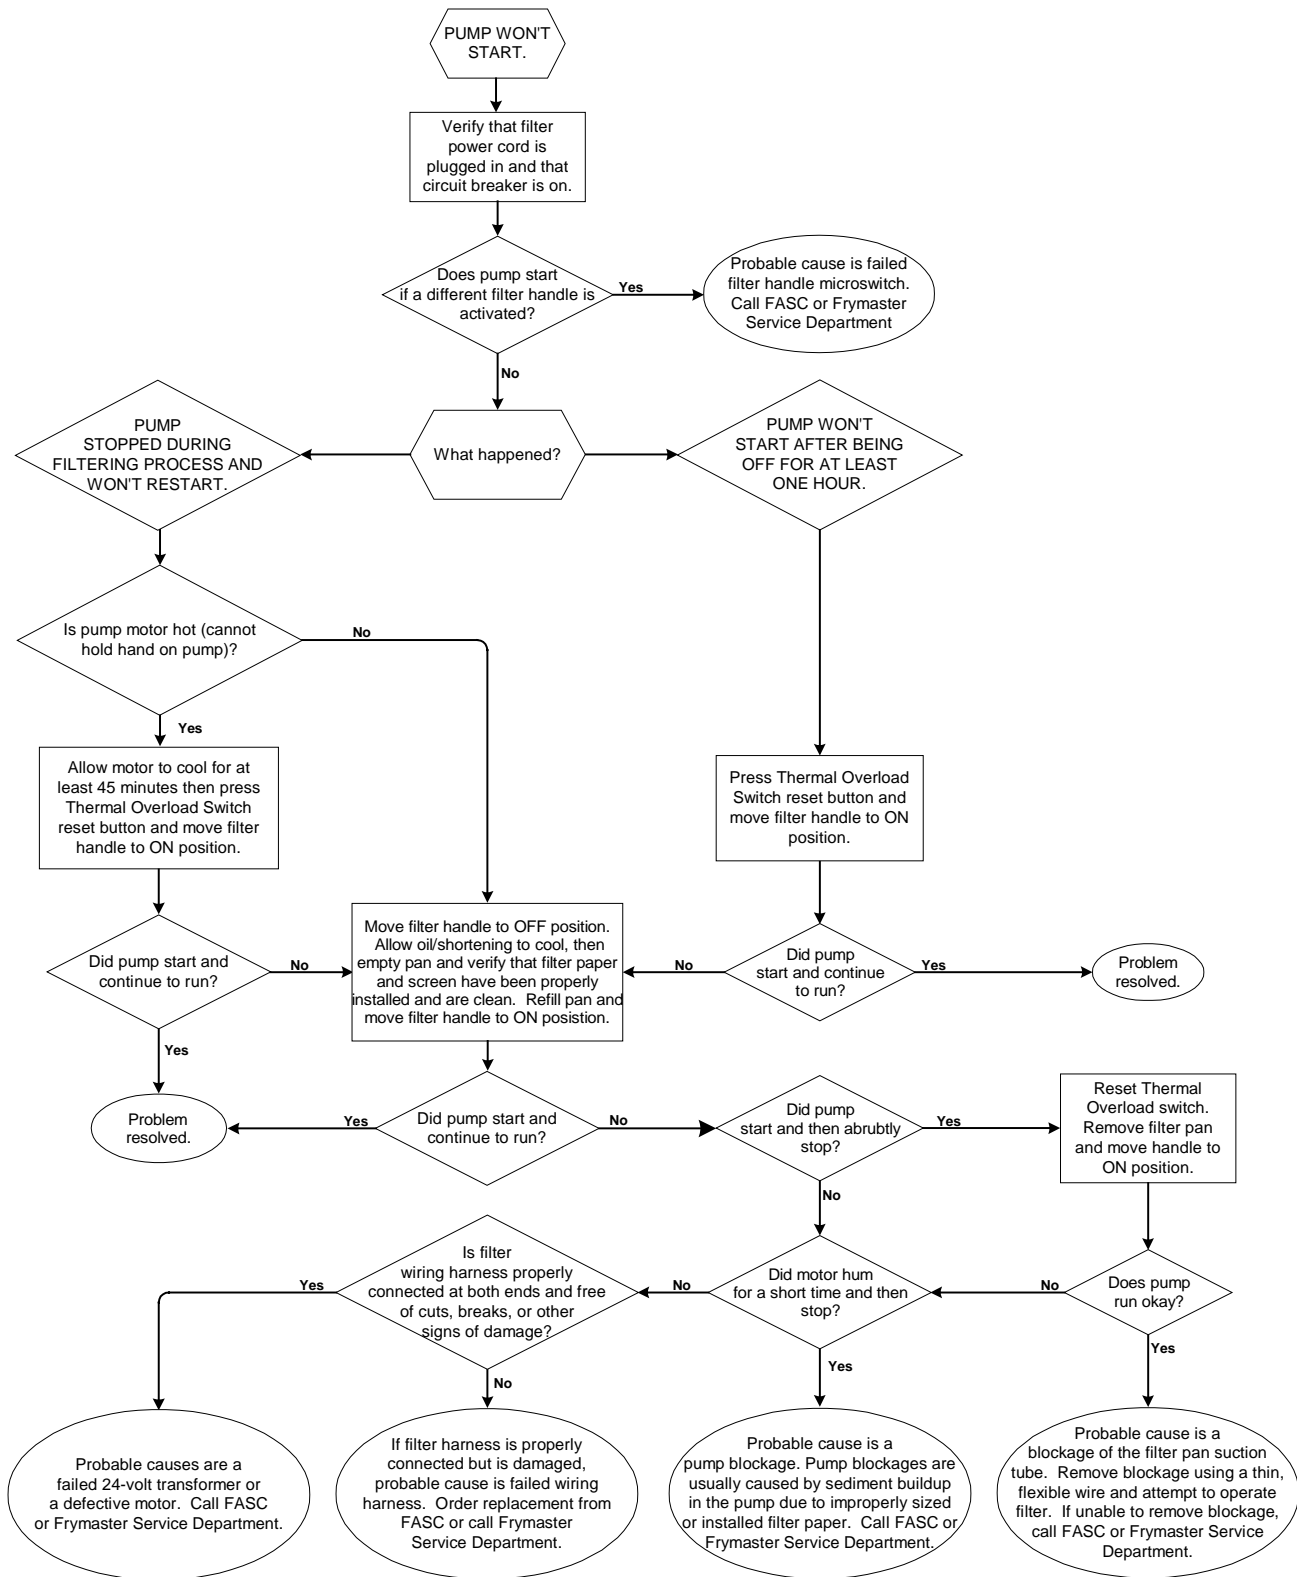 PUMP WON'T
START.
Verify that filter
power cord is
plugged in and that
circuit breaker is on.
Does pump start
if a different filter handle is
activated?
Yes
Probable cause is failed
filter handle microswitch.
Call FASC or Frymaster
Service Department
No
PUMP
STOPPED DURING
FILTERING PROCESS AND
WON'T RESTART.
What happened?
PUMP WON'T
START AFTER BEING
OFF FOR AT LEAST
ONE HOUR.
Is pump motor hot (cannot
hold hand on pump)?
No
Yes
Allow motor to cool for at
least 45 minutes then press
Thermal Overload Switch
reset button and move filter
handle to ON position.
Press Thermal Overload
Switch reset button and
move filter handle to ON
position.
Did pump start and
continue to run?
No
Move filter handle to OFF position.
Allow oil/shortening to cool, then
empty pan and verify that filter paper
and screen have been properly
installed and are clean.  Refill pan and
move filter handle to ON posistion.
No
Did pump
start and continue
to run?
Yes
Problem
resolved.
Yes
Problem
resolved.
Yes
Did pump start and
continue to run?
No
Did pump
start and then abrubtly
stop?
Yes
Reset Thermal
Overload switch.
Remove filter pan
and move handle to
ON position.
No
Yes
Is filter
wiring harness properly
connected at both ends and free
of cuts, breaks, or other
signs of damage?
No
Did motor hum
for a short time and then
stop?
No
Does pump
run okay?
No
Yes
Yes
Probable causes are a
failed 24-volt transformer or
a defective motor.  Call FASC
or Frymaster Service Department.
If filter harness is properly
connected but is damaged,
probable cause is failed wiring
harness.  Order replacement from
FASC or call Frymaster
Service Department.
Probable cause is a
pump blockage. Pump blockages are
usually caused by sediment buildup
in the pump due to improperly sized
or installed filter paper.  Call FASC or
Frymaster Service Department.
Probable cause is a
blockage of the filter pan suction
tube.  Remove blockage using a thin,
flexible wire and attempt to operate
filter.  If unable to remove blockage,
call FASC or Frymaster Service
Department.